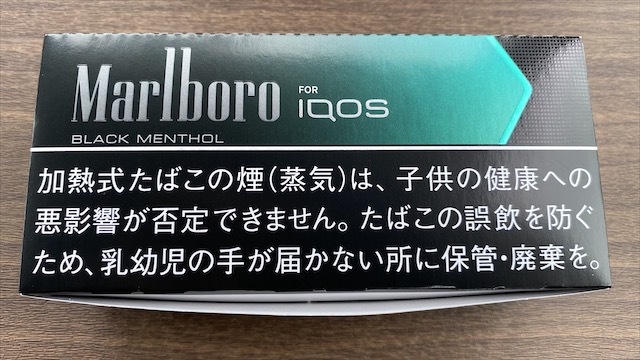 Marlboro FOR IQOS
BLACK MENTHOL
加熱式たばこの煙（蒸気）は、子供の健康への
悪影響が否定できません。たばこの誤飲を防ぐ
ため、乳幼児の手が届かない所に保管・廃棄を。